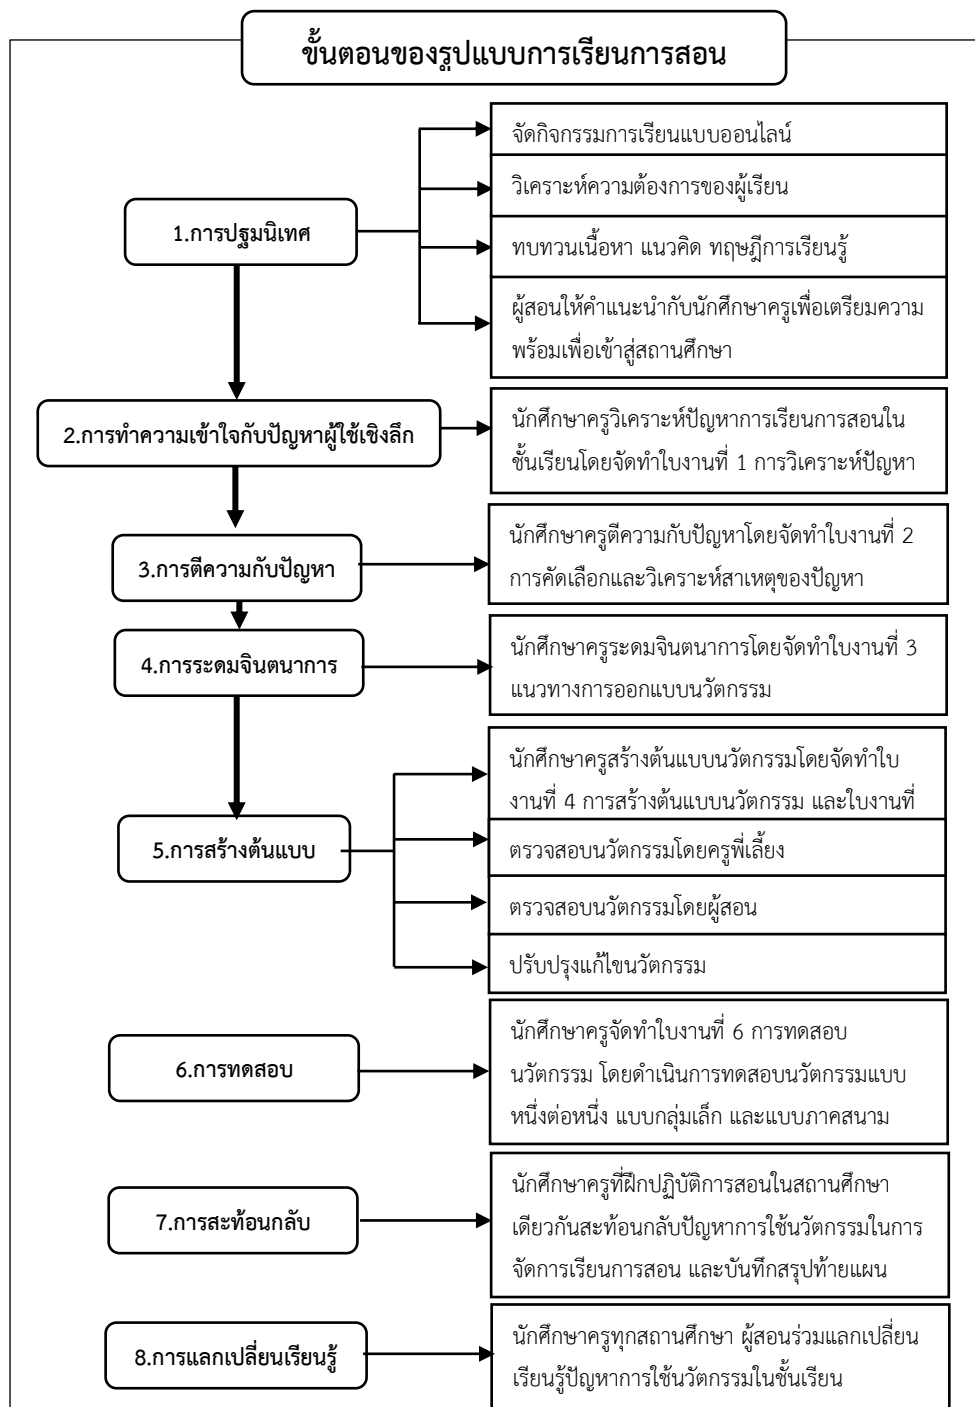 ขั้นตอนของรูปแบบการเรียนการสอน
1.การปฐมนิเทศ
จัดกิจกรรมการเรียนแบบออนไลน์
วิเคราะห์ความต้องการของผู้เรียน
ทบทวนเนื้อหา แนวคิด ทฤษฎีการเรียนรู้
ผู้สอนให้คำแนะนำกับนักศึกษาครูเพื่อเตรียมความ
พร้อมเพื่อเข้าสู่สถานศึกษา
2.การทำความเข้าใจกับปัญหาผู้ใช้เชิงลึก
นักศึกษาครูวิเคราะห์ปัญหาการเรียนการสอนใน
ชั้นเรียนโดยจัดทำใบงานที่ 1 การวิเคราะห์ปัญหา
3.การตีความกับปัญหา
นักศึกษาครูตีความกับปัญหาโดยจัดทำใบงานที่ 2
การคัดเลือกและวิเคราะห์สาเหตุของปัญหา
4.การระดมจินตนาการ
นักศึกษาครูระดมจินตนาการโดยจัดทำใบงานที่ 3
แนวทางการออกแบบนวัตกรรม
5.การสร้างต้นแบบ
นักศึกษาครูสร้างต้นแบบนวัตกรรมโดยจัดทำใบ
งานที่ 4 การสร้างต้นแบบนวัตกรรม และใบงานที่
ตรวจสอบนวัตกรรมโดยครูพี่เลี้ยง
ตรวจสอบนวัตกรรมโดยผู้สอน
ปรับปรุงแก้ไขนวัตกรรม
6.การทดสอบ
นักศึกษาครูจัดทำใบงานที่ 6 การทดสอบ
นวัตกรรม โดยดำเนินการทดสอบนวัตกรรมแบบ
หนึ่งต่อหนึ่ง แบบกลุ่มเล็ก และแบบภาคสนาม
7.การสะท้อนกลับ
นักศึกษาครูที่ฝึกปฏิบัติการสอนในสถานศึกษา
เดียวกันสะท้อนกลับปัญหาการใช้นวัตกรรมในการ
จัดการเรียนการสอน และบันทึกสรุปท้ายแผน
8.การแลกเปลี่ยนเรียนรู้
นักศึกษาครูทุกสถานศึกษา ผู้สอนร่วมแลกเปลี่ยน
เรียนรู้ปัญหาการใช้นวัตกรรมในชั้นเรียน